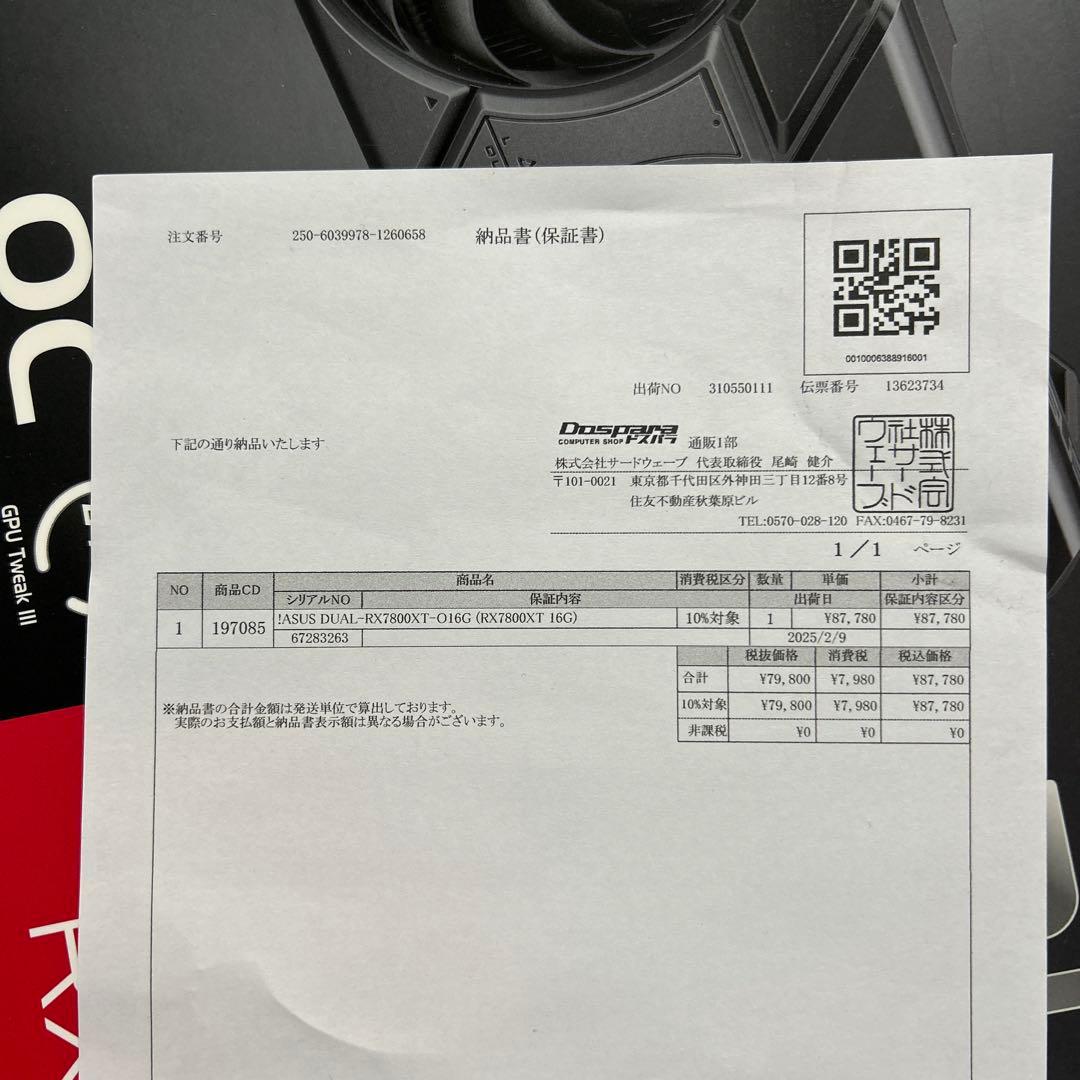 注文番号 250-6039978-1260658 納品書(保証書)
0010006388916001
出荷NO 310550111 伝票番号 13623734
下記の通り納品いたします
Dospara
COMPUTER SHOP ドスパラ 通販1部
株式会社サードウェーブ 代表取締役 尾崎 健介
〒101-0021 東京都千代田区外神田三丁目12番8号
住友不動産秋葉原ビル
TEL:0570-028-120 FAX:0467-79-8231
株式会社サードウェーブ
1/1 ページ
NO 商品CD 商品名 消費税区分 数量 単価 小計
シリアルNO 保証内容 出荷日 保証内容区分
1 197085 !ASUS DUAL-RX7800XT-O16G (RX7800XT 16G) 10%対象 1 ¥87,780 ¥87,780
67283263 2025/2/9
税抜価格 消費税 税込価格
合計 ¥79,800 ¥7,980 ¥87,780
10%対象 ¥79,800 ¥7,980 ¥87,780
非課税 ¥0 ¥0 ¥0
※納品書の合計金額は発送単位で算出しております。
実際のお支払額と納品書表示額は異なる場合がございます。
OC
GPU Tweak III
RX